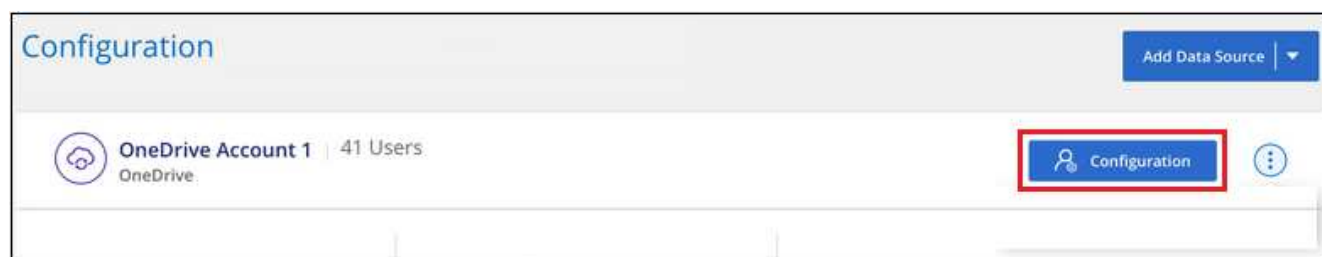 Configuration
Add Data Source
OneDrive Account 1 41 Users
OneDrive
Configuration